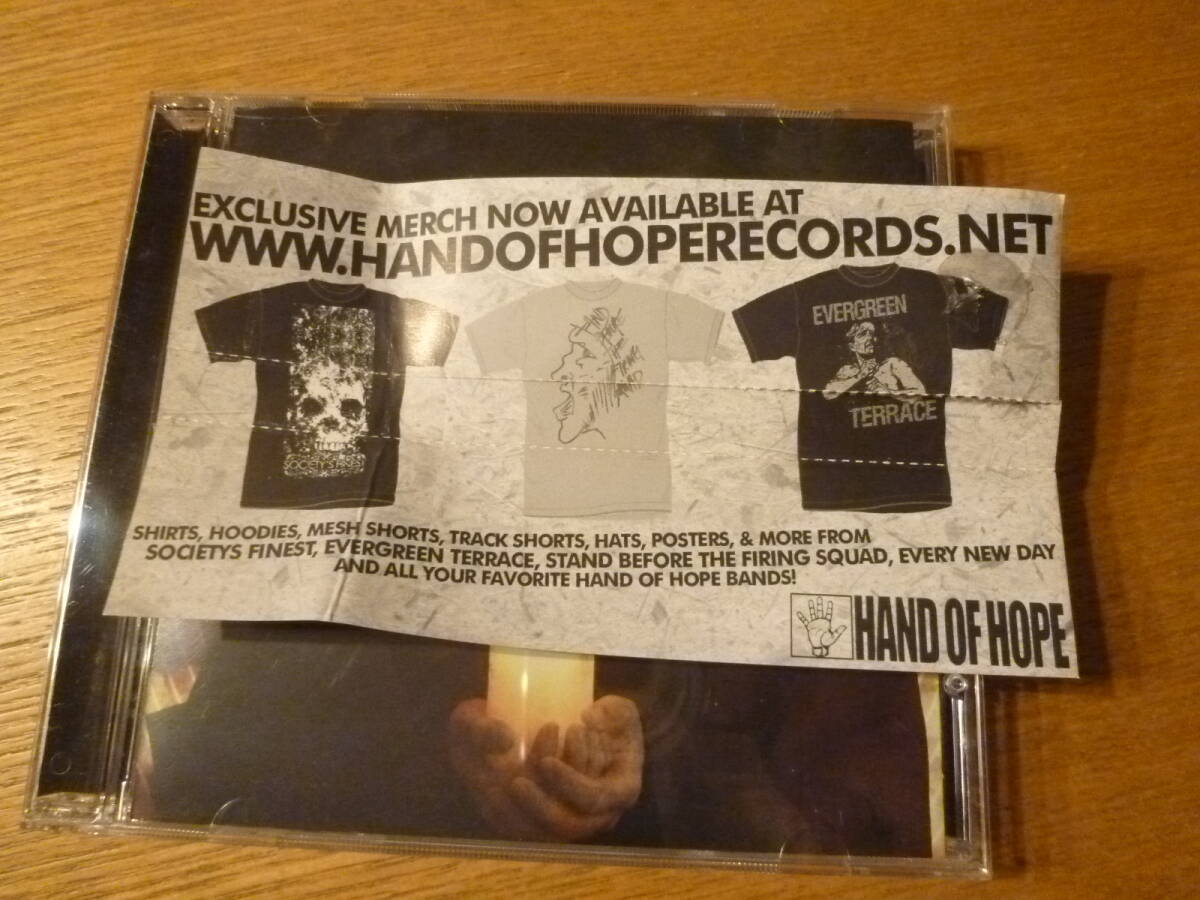 EXCLUSIVE MERCH NOW AVAILABLE AT
WWW.HANDOFHOPERECORDS.NET
SOCIETYS FINEST
EVERGREEN
TERRACE
SHIRTS, HOODIES, MESH SHORTS, TRACK SHORTS, HATS, POSTERS, & MORE FROM
SOCIETYS FINEST, EVERGREEN TERRACE, STAND BEFORE THE FIRING SQUAD, EVERY NEW DAY
AND ALL YOUR FAVORITE HAND OF HOPE BANDS!
HAND OF HOPE